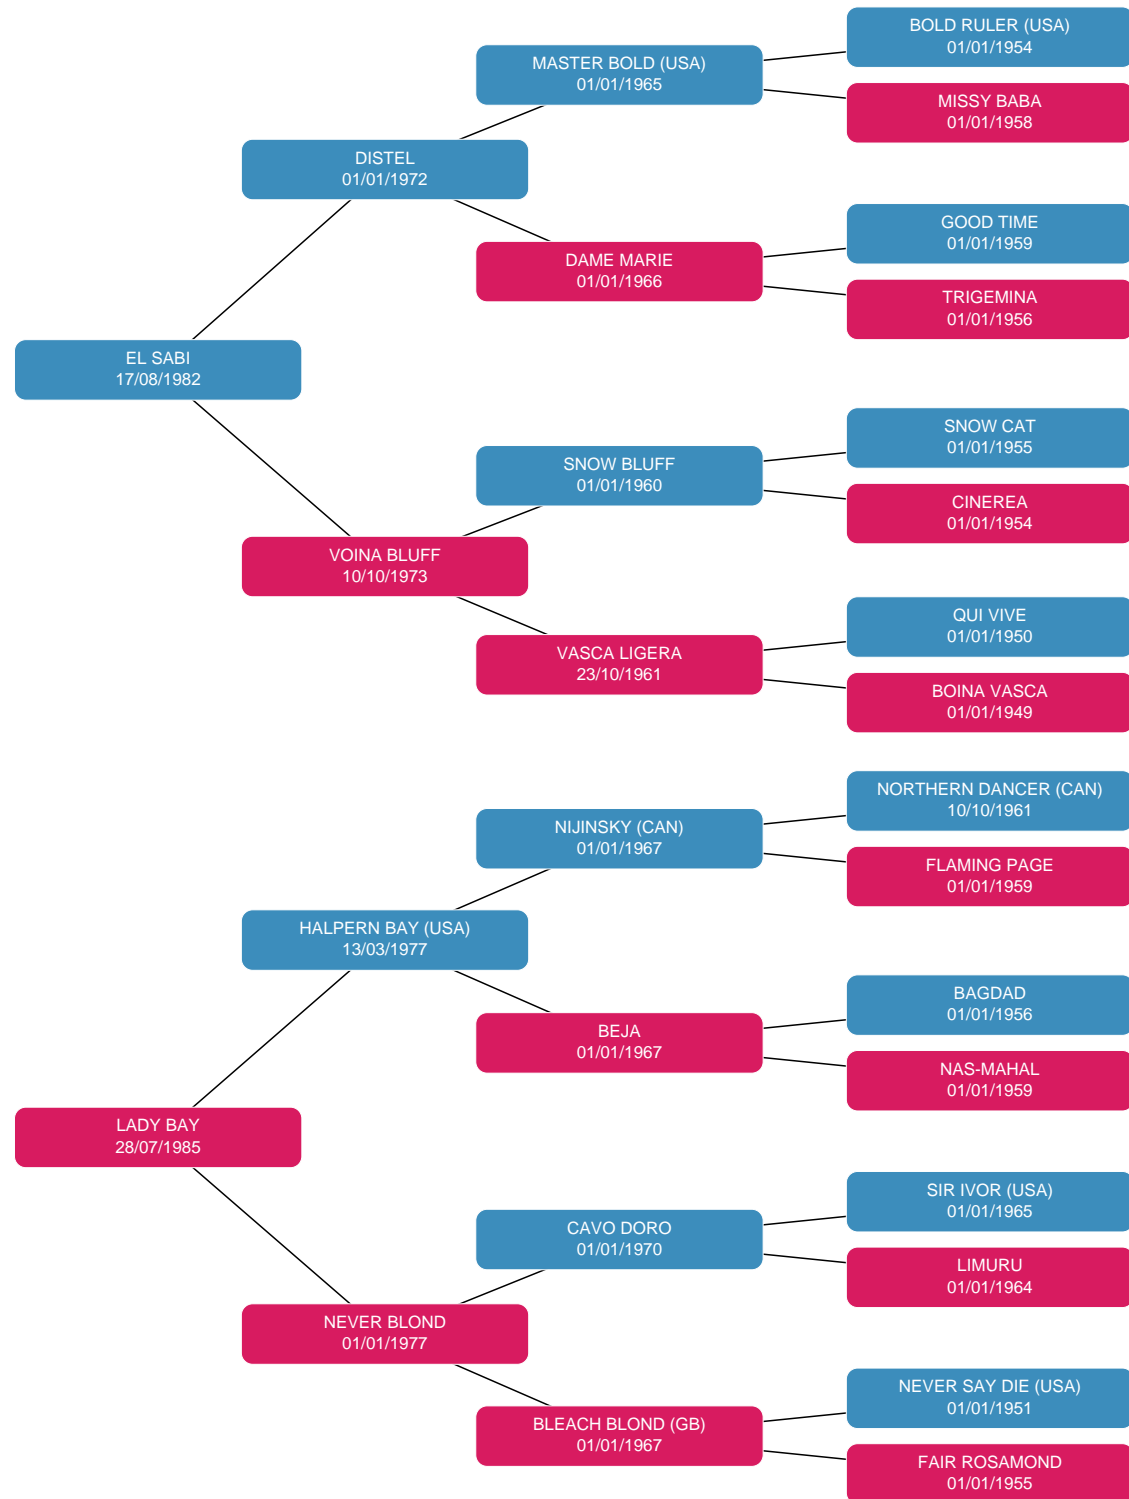 BOLD RULER (USA)
01/01/1954
MASTER BOLD (USA)
01/01/1965
MISSY BABA
01/01/1958
DISTEL
01/01/1972
GOOD TIME
01/01/1959
DAME MARIE
01/01/1966
TRIGEMINA
01/01/1956
EL SABI
17/08/1982
SNOW CAT
01/01/1955
SNOW BLUFF
01/01/1960
CINEREA
01/01/1954
VOINA BLUFF
10/10/1973
QUI VIVE
01/01/1950
VASCA LIGERA
23/10/1961
BOINA VASCA
01/01/1949
NORTHERN DANCER (CAN)
10/10/1961
NIJINSKY (CAN)
01/01/1967
FLAMING PAGE
01/01/1959
HALPERN BAY (USA)
13/03/1977
BAGDAD
01/01/1956
BEJA
01/01/1967
NAS-MAHAL
01/01/1959
LADY BAY
28/07/1985
SIR IVOR (USA)
01/01/1965
CAVO DORO
01/01/1970
LIMURU
01/01/1964
NEVER BLOND
01/01/1977
NEVER SAY DIE (USA)
01/01/1951
BLEACH BLOND (GB)
01/01/1967
FAIR ROSAMOND
01/01/1955